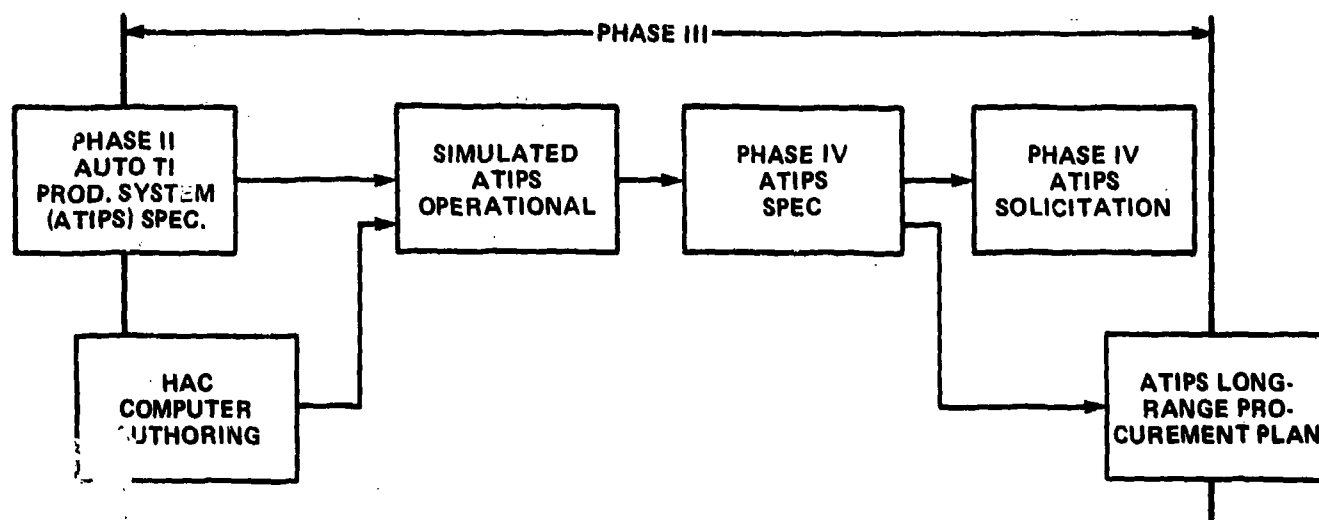 PHASE III
PHASE II
AUTO TI
PROD. SYSTEM
(ATIPS) SPEC.
SIMULATED
ATIPS
OPERATIONAL
PHASE IV
ATIPS
SPEC
PHASE IV
ATIPS
SOLICITATION
HAC
COMPUTER
AUTHORING
ATIPS LONG-
RANGE PRO-
CUREMENT PLAN